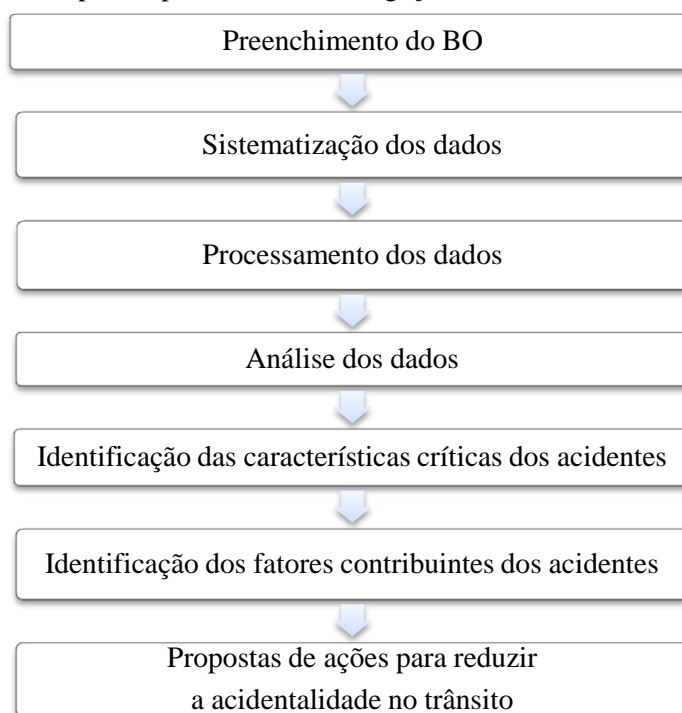 Preenchimento do BO
Sistematização dos dados
Processamento dos dados
Análise dos dados
Identificação das características críticas dos acidentes
Identificação dos fatores contribuintes dos acidentes
Propostas de ações para reduzir
a acidentalidade no trânsito